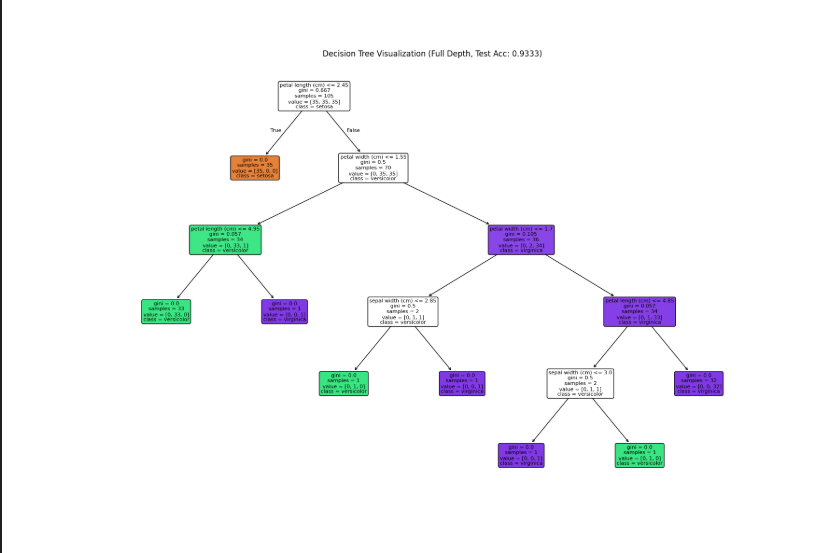 Decision Tree Visualization (Full Depth, Test Acc: 0.9333)
petal length (cm) <= 2.45
gini = 0.667
samples = 105
value = [35, 35, 35]
class = setosa
True
False
gini = 0.0
samples = 35
value = [35, 0, 0]
class = setosa
petal width (cm) <= 1.55
gini = 0.5
samples = 70
value = [0, 35, 35]
class = versicolor
petal length (cm) <= 4.95
gini = 0.057
samples = 34
value = [0, 33, 1]
class = versicolor
petal width (cm) <= 1.7
gini = 0.105
samples = 36
value = [0, 2, 34]
class = virginica
gini = 0.0
samples = 33
value = [0, 33, 0]
class = versicolor
gini = 0.0
samples = 1
value = [0, 0, 1]
class = virginica
sepal width (cm) <= 2.85
gini = 0.5
samples = 2
value = [0, 1, 1]
class = versicolor
petal length (cm) <= 4.85
gini = 0.057
samples = 34
value = [0, 1, 33]
class = virginica
gini = 0.0
samples = 1
value = [0, 1, 0]
class = versicolor
gini = 0.0
samples = 1
value = [0, 0, 1]
class = virginica
sepal width (cm) <= 3.0
gini = 0.5
samples = 2
value = [0, 1, 1]
class = versicolor
gini = 0.0
samples = 32
value = [0, 0, 32]
class = virginica
gini = 0.0
samples = 1
value = [0, 0, 1]
class = virginica
gini = 0.0
samples = 1
value = [0, 1, 0]
class = versicolor